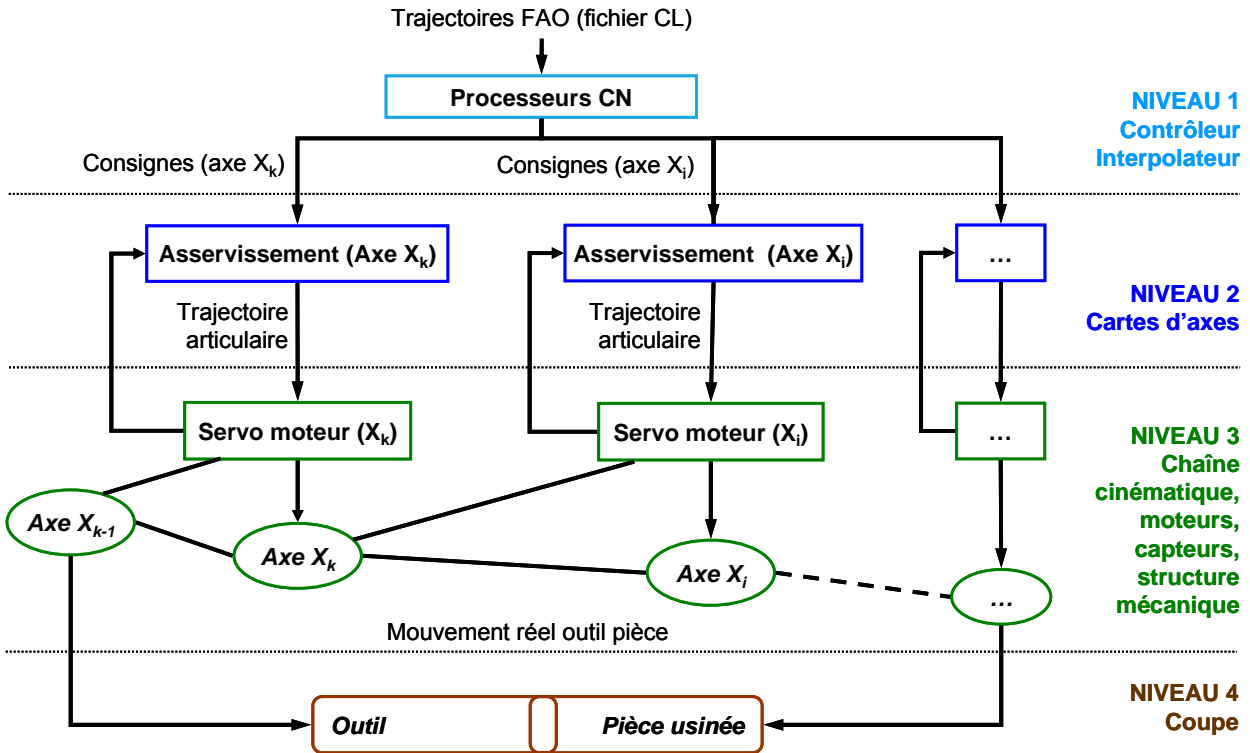 Trajectoires FAO (fichier CL)
Processeurs CN
NIVEAU 1
Contrôleur
Interpolateur
Consignes (axe Xk)
Consignes (axe Xi)
Asservissement (Axe Xk)
Asservissement (Axe Xi)
...
NIVEAU 2
Cartes d'axes
Trajectoire
articulaire
Trajectoire
articulaire
Servo moteur (Xk)
Servo moteur (Xi)
...
NIVEAU 3
Chaîne
cinématique,
moteurs,
capteurs,
structure
mécanique
Axe Xk-1
Axe Xk
Axe Xi
...
Mouvement réel outil pièce
NIVEAU 4
Coupe
Outil
Pièce usinée